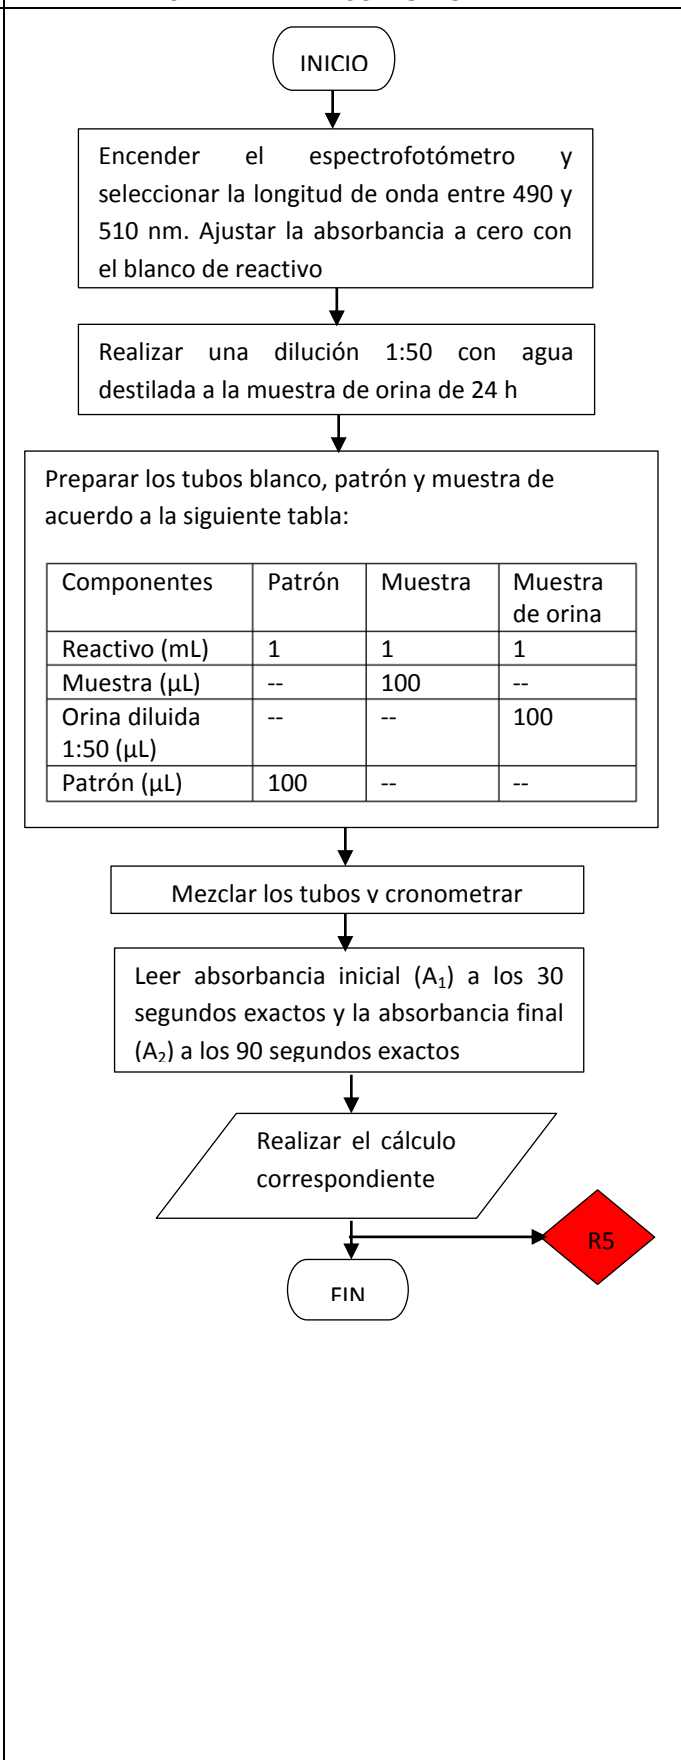 INICIO
Encender el espectrofotómetro y
seleccionar la longitud de onda entre 490 y
510 nm. Ajustar la absorbancia a cero con
el blanco de reactivo
Realizar una dilución 1:50 con agua
destilada a la muestra de orina de 24 h
Preparar los tubos blanco, patrón y muestra de
acuerdo a la siguiente tabla:
Componentes Patrón Muestra Muestra
de orina
Reactivo (mL) 1 1 1
Muestra (µL) -- 100 --
Orina diluida -- -- 100
1:50 (µL)
Patrón (µL) 100 -- --
Mezclar los tubos y cronometrar
Leer absorbancia inicial (A₁) a los 30
segundos exactos y la absorbancia final
(A₂) a los 90 segundos exactos
Realizar el cálculo
correspondiente
R5
FIN